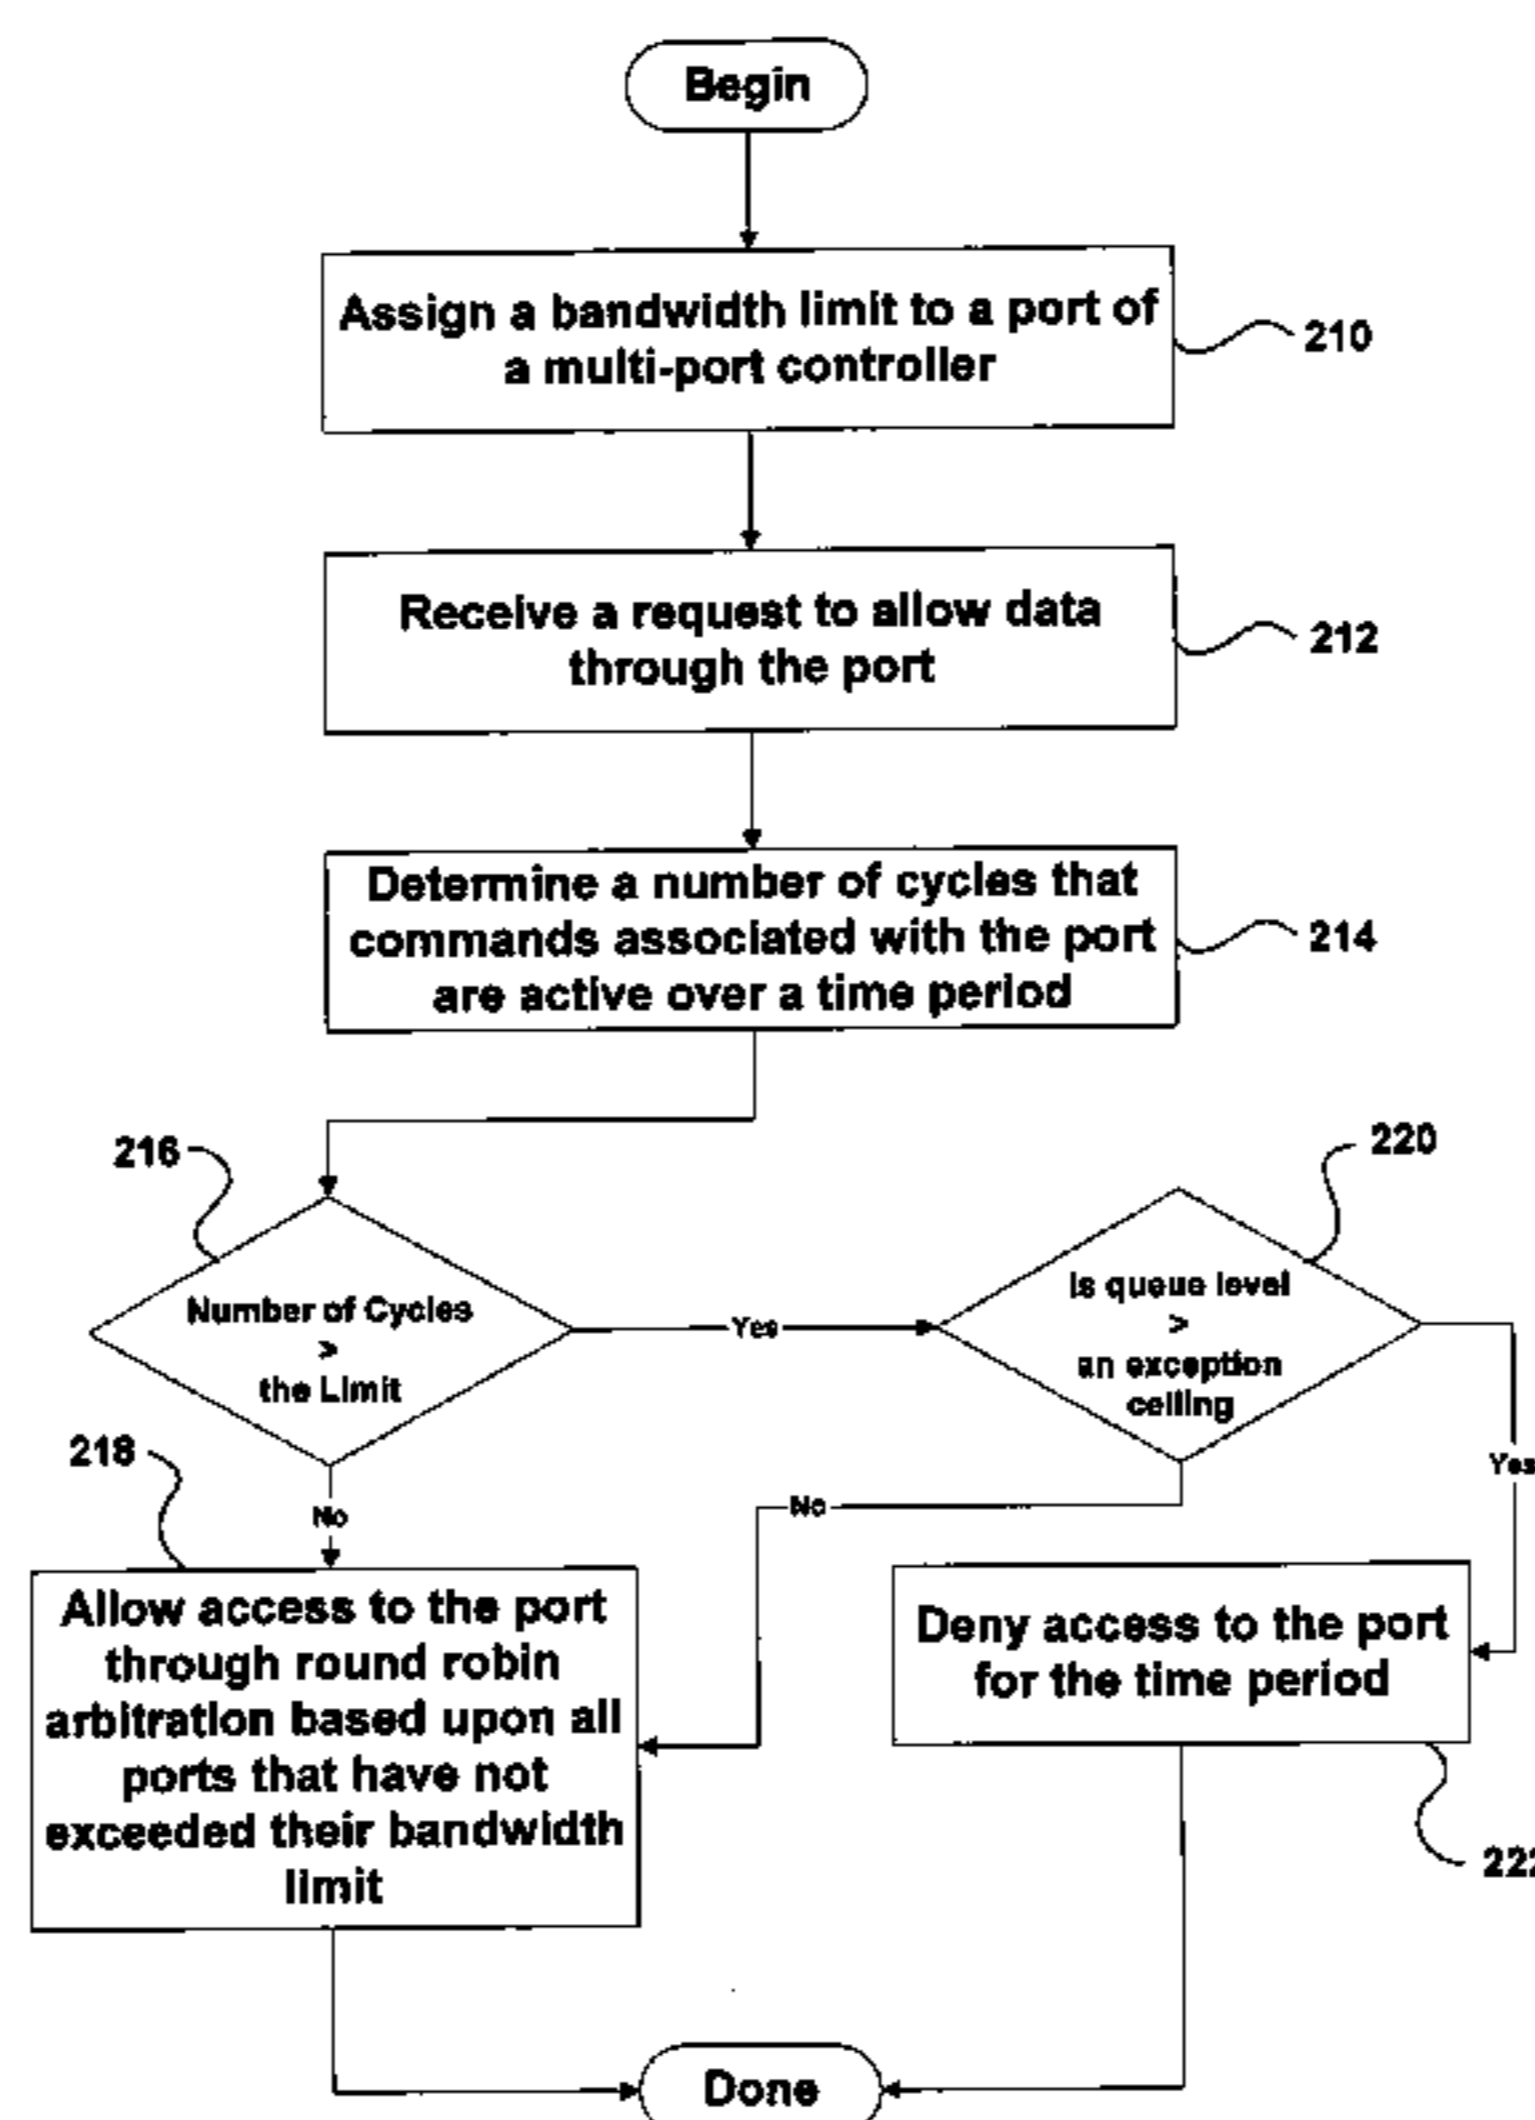 Begin
Assign a bandwidth limit to a port of
a multi-port controller
210
Receive a request to allow data
through the port
212
Determine a number of cycles that
commands associated with the port
are active over a time period
214
216
220
Number of Cycles
>
the Limit
Yes
Is queue level
>
an exception
ceiling
Yes
218
No
No
Allow access to the port
through round robin
arbitration based upon all
ports that have not
exceeded their bandwidth
limit
Deny access to the port
for the time period
222
Done